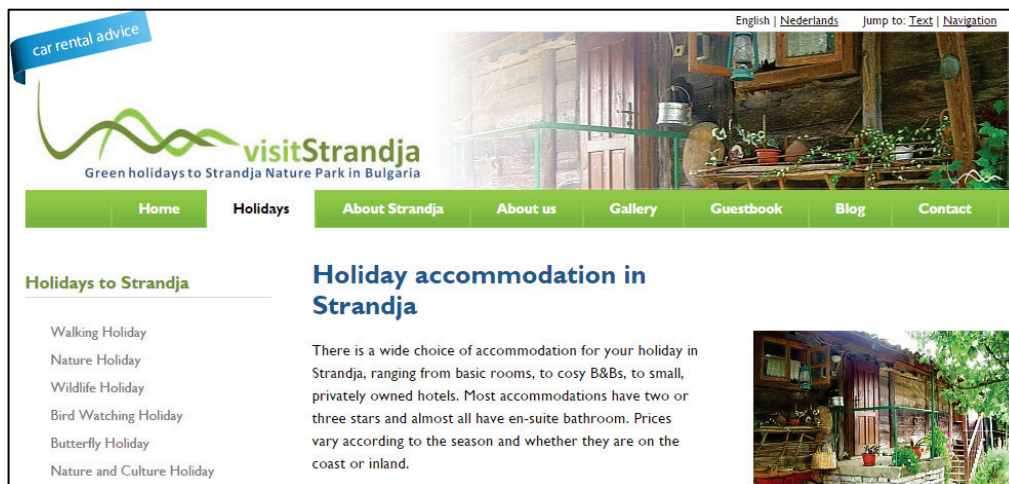 English | Nederlands Jump to: Text | Navigation
car rental advice
visitStrandja
Green holidays to Strandja Nature Park in Bulgaria
Home Holidays About Strandja About us Gallery Guestbook Blog Contact
Holidays to Strandja
Walking Holiday
Nature Holiday
Wildlife Holiday
Bird Watching Holiday
Butterfly Holiday
Nature and Culture Holiday
Holiday accommodation in
Strandja
There is a wide choice of accommodation for your holiday in
Strandja, ranging from basic rooms, to cosy B&Bs, to small,
privately owned hotels. Most accommodations have two or
three stars and almost all have en-suite bathroom. Prices
vary according to the season and whether they are on the
coast or inland.